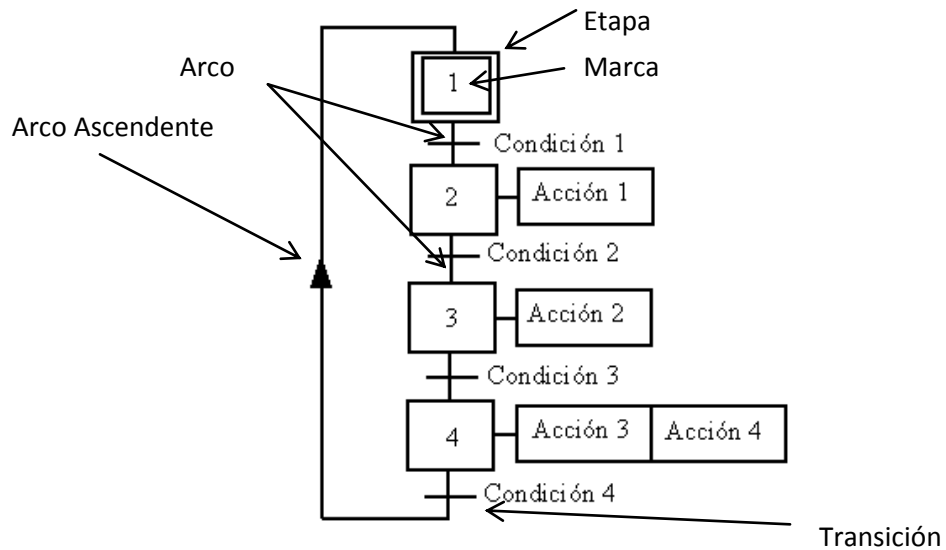 Etapa
Arco
Marca
1
Arco Ascendente
Condición 1
2
Acción 1
Condición 2
3
Acción 2
Condición 3
4
Acción 3
Acción 4
Condición 4
Transición